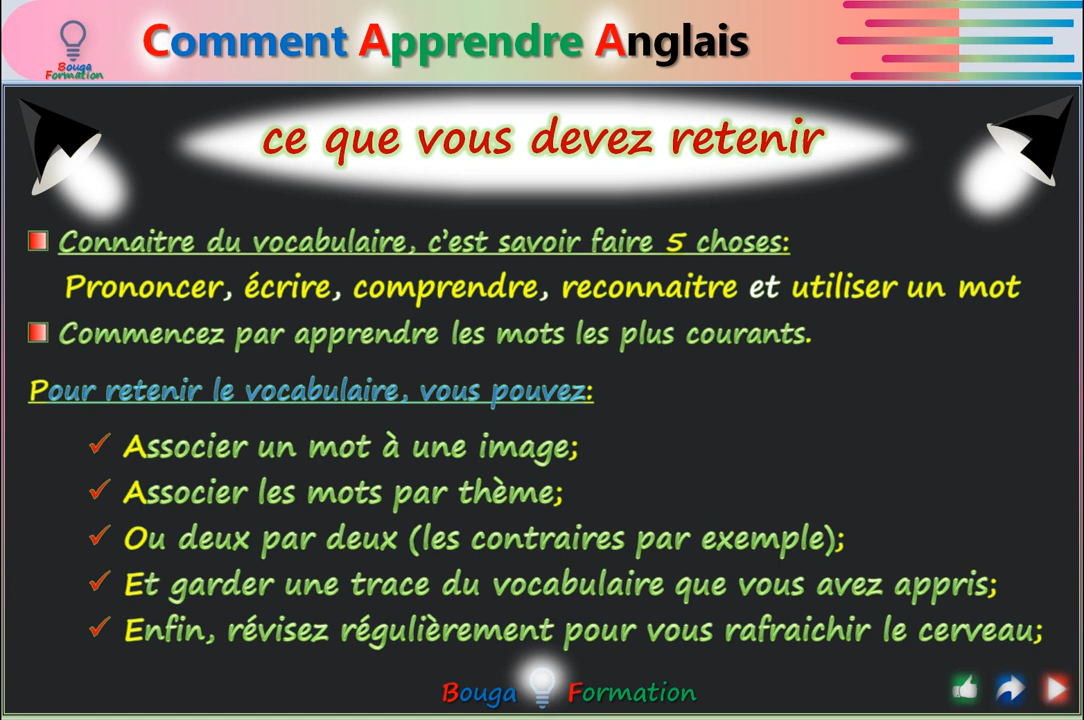 Comment Apprendre Anglais
Bouga
Formation
ce que vous devez retenir
Connaitre du vocabulaire, c’est savoir faire 5 choses:
Prononcer, écrire, comprendre, reconnaitre et utiliser un mot
Commencez par apprendre les mots les plus courants.
Pour retenir le vocabulaire, vous pouvez:
Associer un mot à une image;
Associer les mots par thème;
Ou deux par deux (les contraires par exemple);
Et garder une trace du vocabulaire que vous avez appris;
Enfin, révisez régulièrement pour vous rafraichir le cerveau;
Bouga Formation